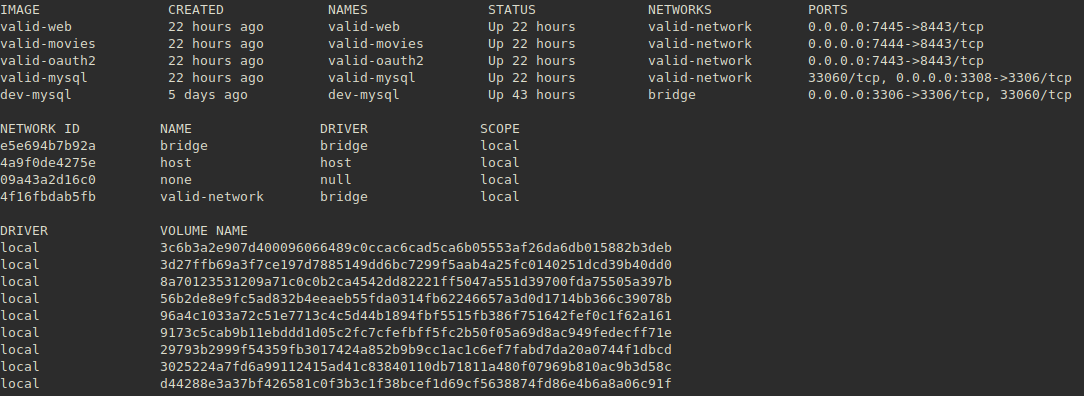 IMAGE CREATED NAMES STATUS NETWORKS PORTS
valid-web 22 hours ago valid-web Up 22 hours valid-network 0.0.0.0:7445->8443/tcp
valid-movies 22 hours ago valid-movies Up 22 hours valid-network 0.0.0.0:7444->8443/tcp
valid-oauth2 22 hours ago valid-oauth2 Up 22 hours valid-network 0.0.0.0:7443->8443/tcp
valid-mysql 22 hours ago valid-mysql Up 22 hours valid-network 33060/tcp, 0.0.0.0:3308->3306/tcp
dev-mysql 5 days ago dev-mysql Up 43 hours bridge 0.0.0.0:3306->3306/tcp, 33060/tcp
NETWORK ID NAME DRIVER SCOPE
e5e694b7b92a bridge bridge local
4a9f0de4275e host host local
09a43a2d16c0 none null local
4f16fbdab5fb valid-network bridge local
DRIVER VOLUME NAME
local 3c6b3a2e907d400096066489c0ccac6cad5ca6b05553af26da6db015882b3deb
local 3d27ffb69a3f7ce197d7885149dd6bc7299f5aab4a25fc0140251dcd39b40dd0
local 8a70123531209a71c0c0b2ca4542dd82221ff5047a551d39700fda75505a397b
local 56b2de8e9fc5ad832b4eeaeb55fda0314fb62246657a3d0d1714bb366c39078b
local 96a4c1033a72c51e7713c4c5d44b1894fbf5515fb386f751642fef0c1f62a161
local 9173c5cab9b11ebddd1d05c2fc7cfefbff5fc2b50f05a69d8ac949fedecff71e
local 29793b2999f54359fb3017424a852b9b9cc1ac1c6ef7fabd7da20a0744f1dbcd
local 3025224a7fd6a99112415ad41c83840110db71811a480f07969b810ac9b3d58c
local d44288e3a37bf426581c0f3b3c1f38bcef1d69cf5638874fd86e4b6a8a06c91f